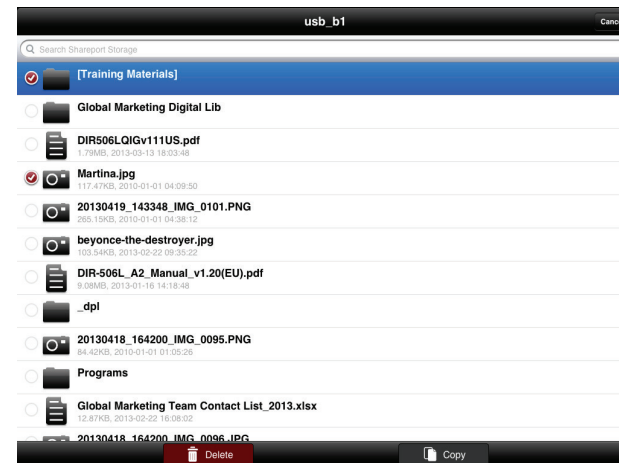 usb_b1
Canc
Search Shareport Storage
[Training Materials]
Global Marketing Digital Lib
DIR506LQIGv111US.pdf
1.79MB, 2013-03-13 18:03:48
Martina.jpg
117.47KB, 2010-01-01 04:09:50
20130419_143348_IMG_0101.PNG
265.15KB, 2010-01-01 04:38:12
beyonce-the-destroyer.jpg
103.54KB, 2013-02-22 09:35:22
DIR-506L_A2_Manual_v1.20(EU).pdf
9.08MB, 2013-01-16 14:18:48
_dpl
20130418_164200_IMG_0095.PNG
84.42KB, 2010-01-01 01:05:26
Programs
Global Marketing Team Contact List_2013.xlsx
12.87KB, 2013-02-22 16:08:02
20130418_164200_IMG_0096.JPG
Delete
Copy